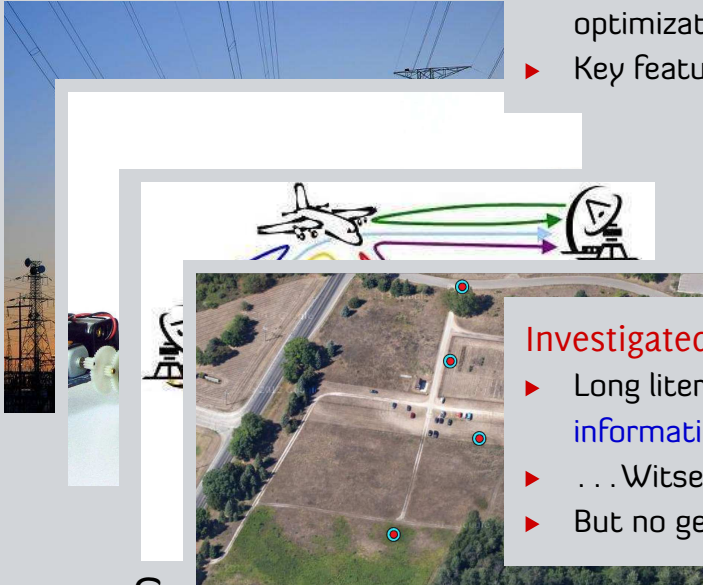 optimizat
Key featu
Investigated
Long liter
informati
...Witse
But no ge